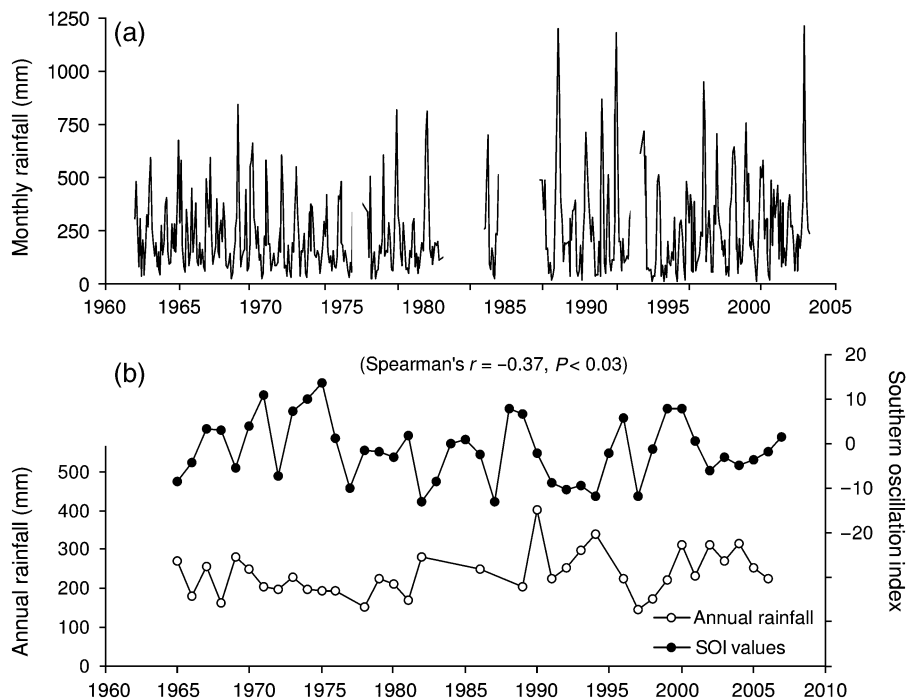 (a)
Monthly rainfall (mm)
1250
1000
750
500
250
0
1960 1965 1970 1975 1980 1985 1990 1995 2000 2005
(b)
(Spearman's r = −0.37, P < 0.03)
Annual rainfall (mm)
500
400
300
200
100
0
20
10
0
−10
−20
Southern oscillation index
Annual rainfall
SOI values
1960 1965 1970 1975 1980 1985 1990 1995 2000 2005 2010